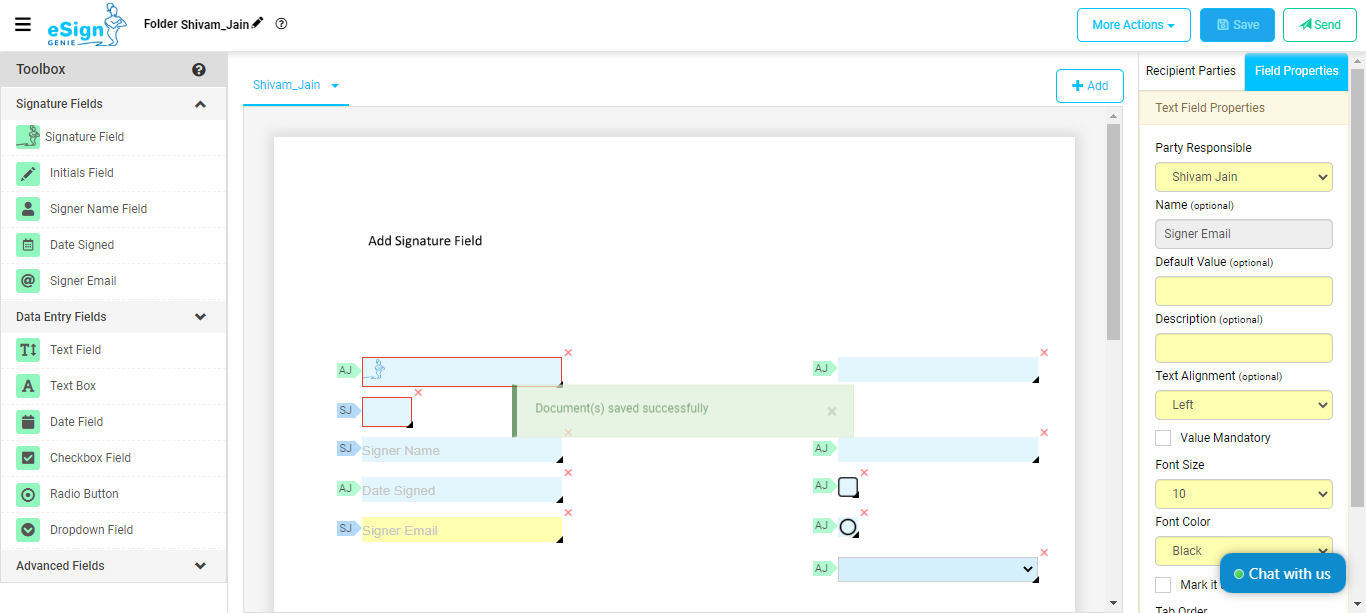 eSign
GENIE
Folder Shivam_Jain
More Actions
Save
Send
Toolbox
Signature Fields
Signature Field
Initials Field
Signer Name Field
Date Signed
Signer Email
Data Entry Fields
Text Field
Text Box
Date Field
Checkbox Field
Radio Button
Dropdown Field
Advanced Fields
Shivam_Jain
Add
Add Signature Field
AJ
SJ
SJ Signer Name
AJ Date Signed
SJ Signer Email
AJ
AJ
AJ
AJ
AJ
Document(s) saved successfully
Recipient Parties
Field Properties
Text Field Properties
Party Responsible
Shivam Jain
Name (optional)
Signer Email
Default Value (optional)
Description (optional)
Text Alignment (optional)
Left
Value Mandatory
Font Size
10
Font Color
Black
Mark it
Tab Order
Chat with us